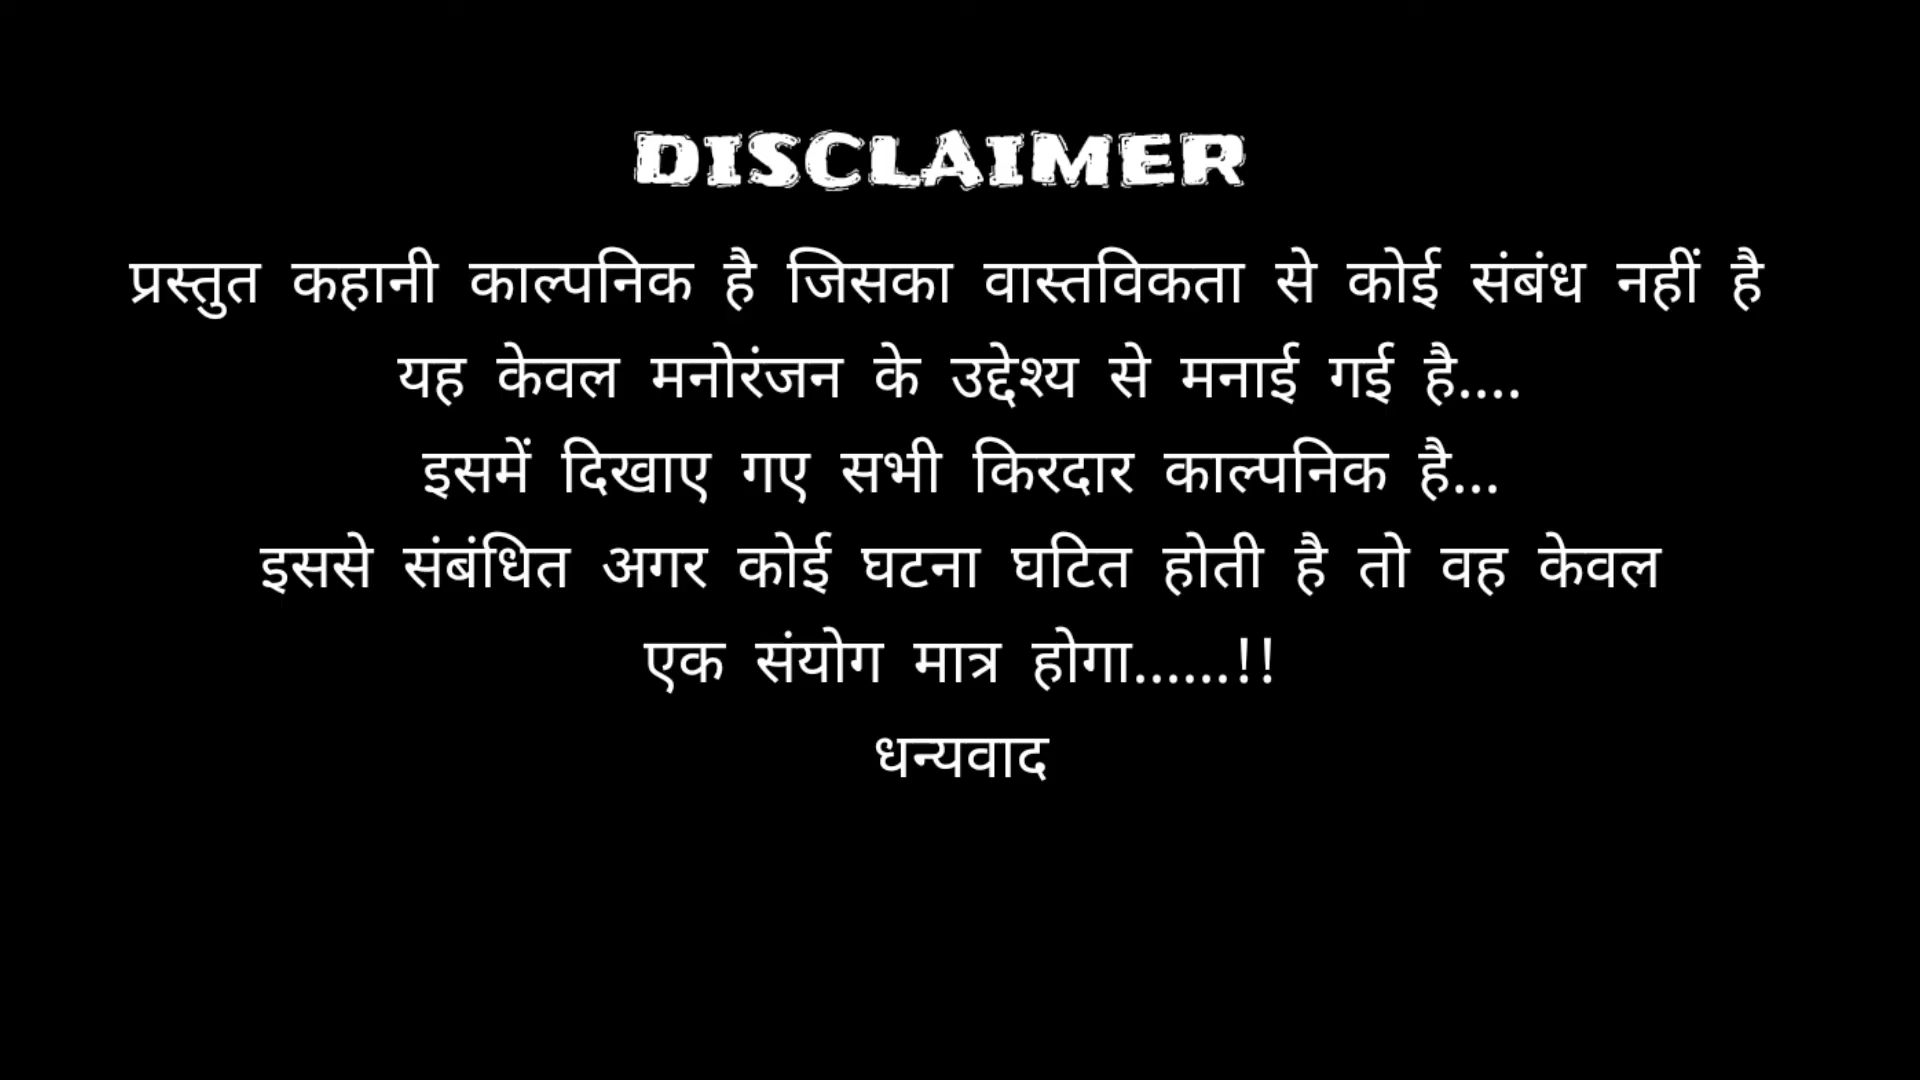 DISCLAIMER
प्रस्तुत कहानी काल्पनिक है जिसका वास्तविकता से कोई संबंध नहीं है
यह केवल मनोरंजन के उद्देश्य से मनाई गई है....
इसमें दिखाए गए सभी किरदार काल्पनिक है...
इससे संबंधित अगर कोई घटना घटित होती है तो वह केवल
एक संयोग मात्र होगा......!!
धन्यवाद